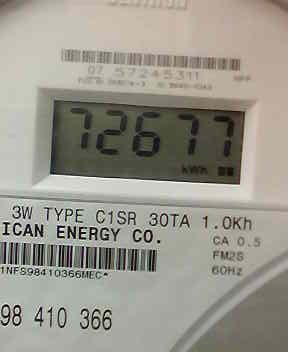 07 57245311
72677
kWH
3W TYPE C1SR 30TA 1.0Kh
ICAN ENERGY CO.
CA 0.5
FM2S
60Hz
1NFS98410366MEC*
98 410 366